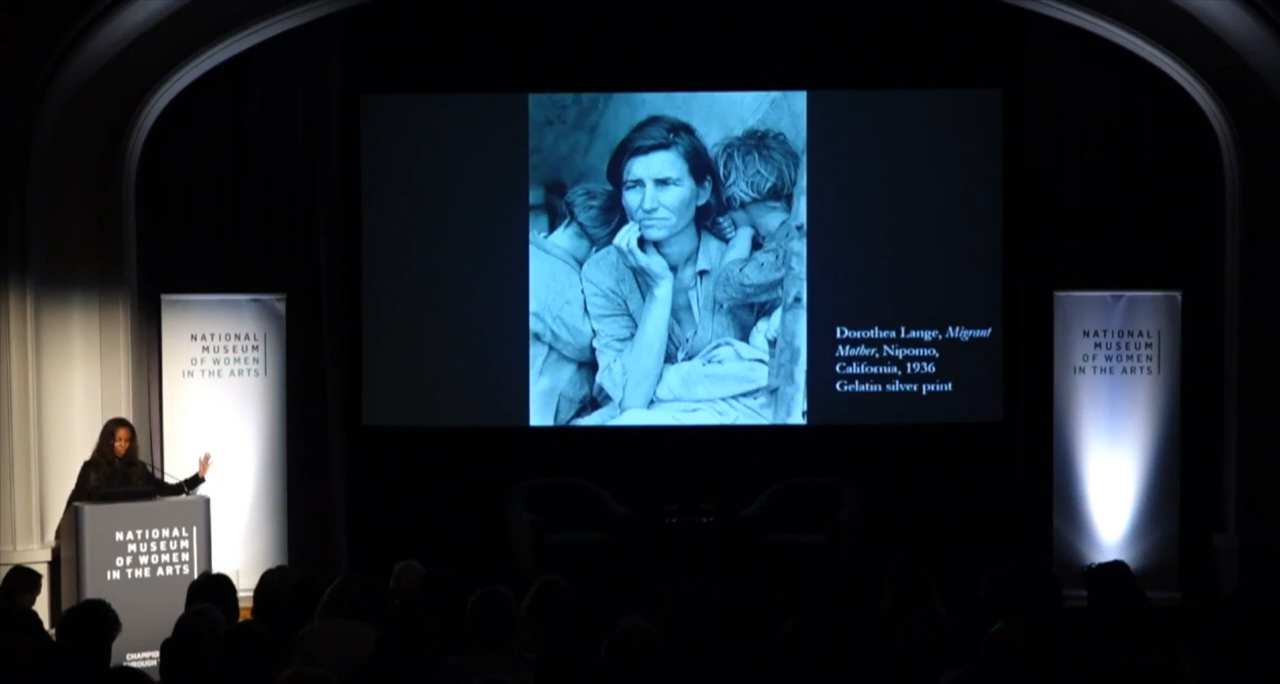 NATIONAL
MUSEUM
OF WOMEN
IN THE ARTS
Dorothea Lange, Migrant
Mother, Nipomo,
California, 1936
Gelatin silver print
NATIONAL
MUSEUM
OF WOMEN
IN THE ARTS
NATIONAL
MUSEUM
OF WOMEN
IN THE ARTS